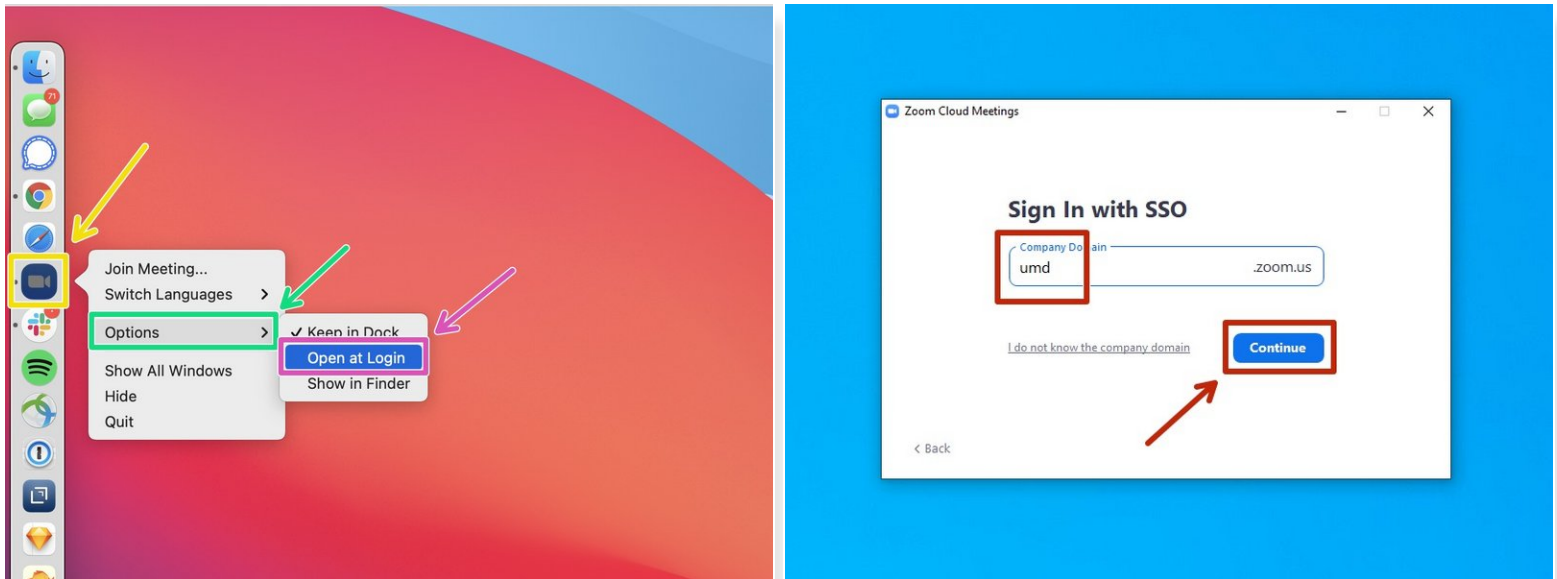 71
Join Meeting...
Switch Languages
Options
✓ Keep in Dock
Open at Login
Show in Finder
Show All Windows
Hide
Quit
Zoom Cloud Meetings
Sign In with SSO
Company Domain
umd .zoom.us
I do not know the company domain
Continue
< Back